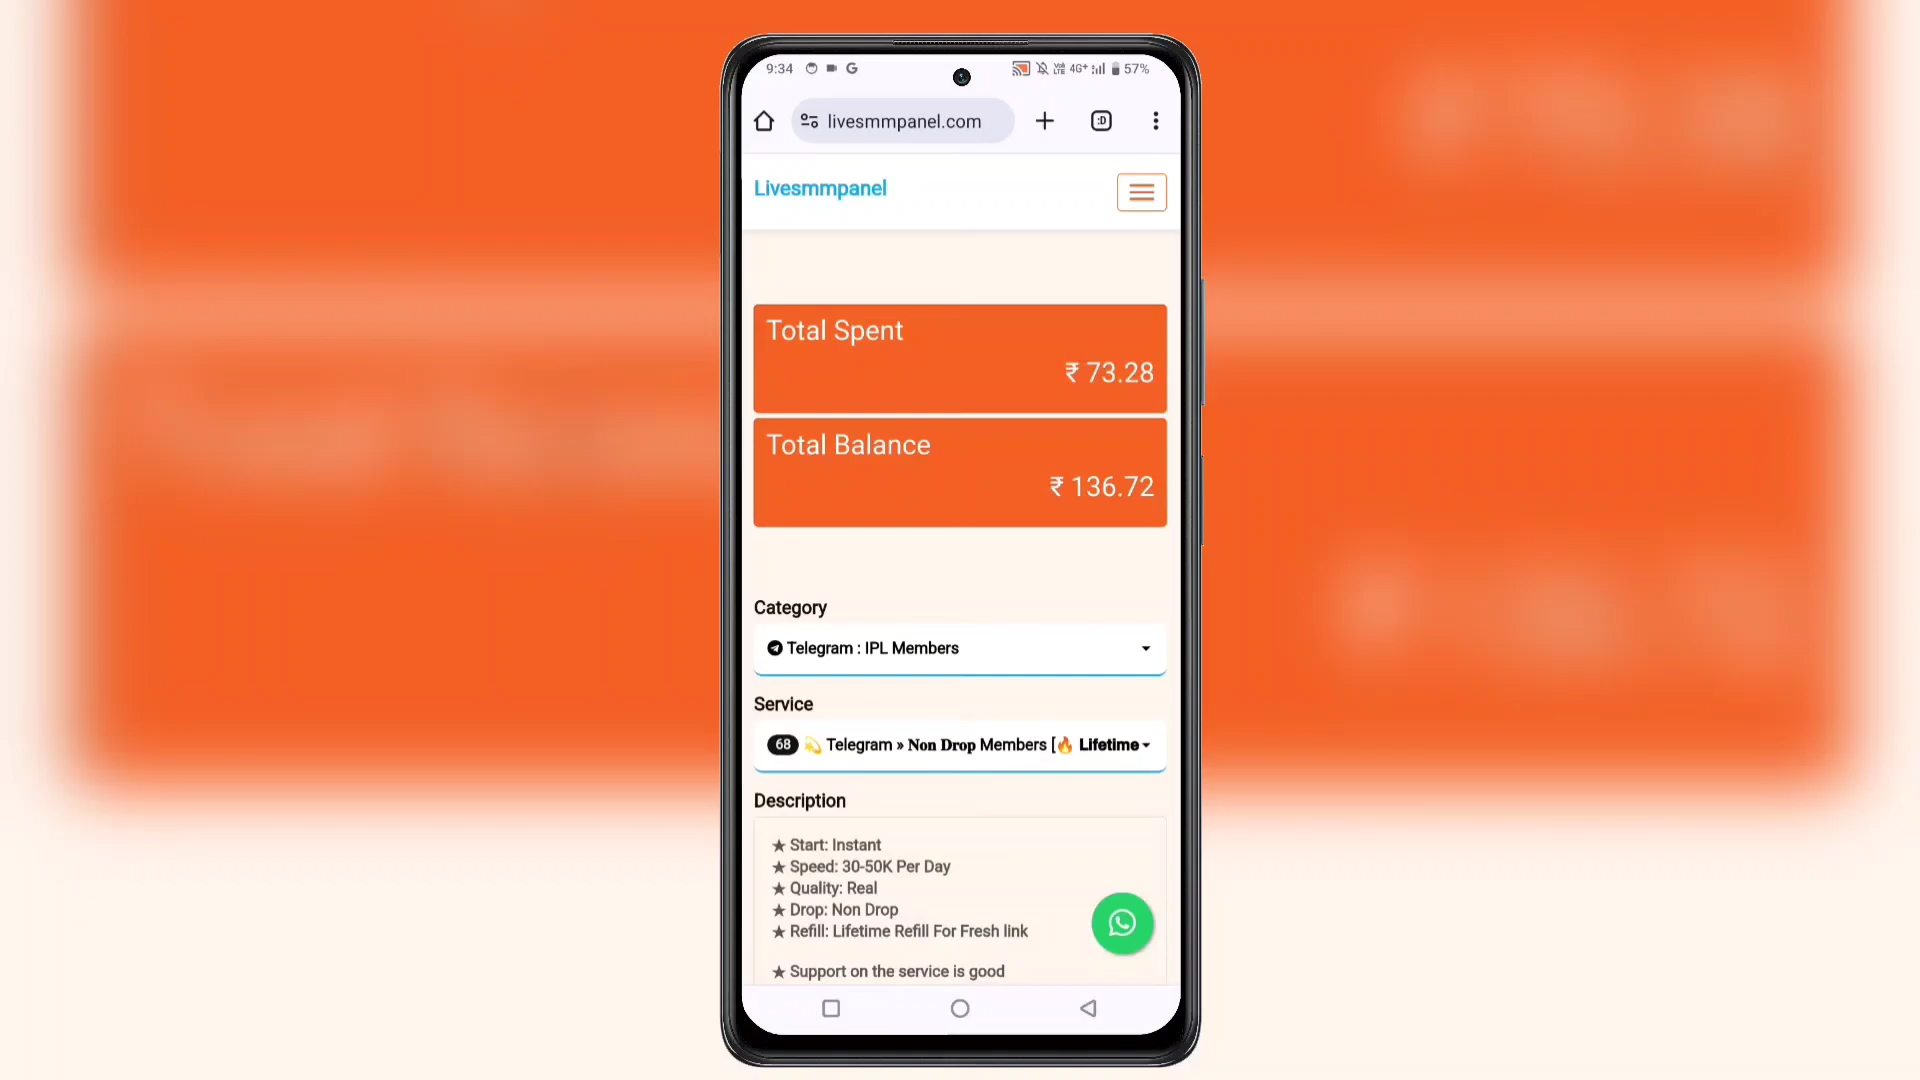 9:34 G 4G+ 57%
livesmmpanel.com :D
Livesmmpanel
Total Spent
₹ 73.28
Total Balance
₹ 136.72
Category
Telegram : IPL Members
Service
68 💫 Telegram » 𝐍𝐨𝐧 𝐃𝐫𝐨𝐩 Members [🔥 𝗟𝗶𝗳𝗲𝘁𝗶𝗺𝗲
Description
★ Start: Instant
★ Speed: 30-50K Per Day
★ Quality: Real
★ Drop: Non Drop
★ Refill: Lifetime Refill For Fresh link
★ Support on the service is good